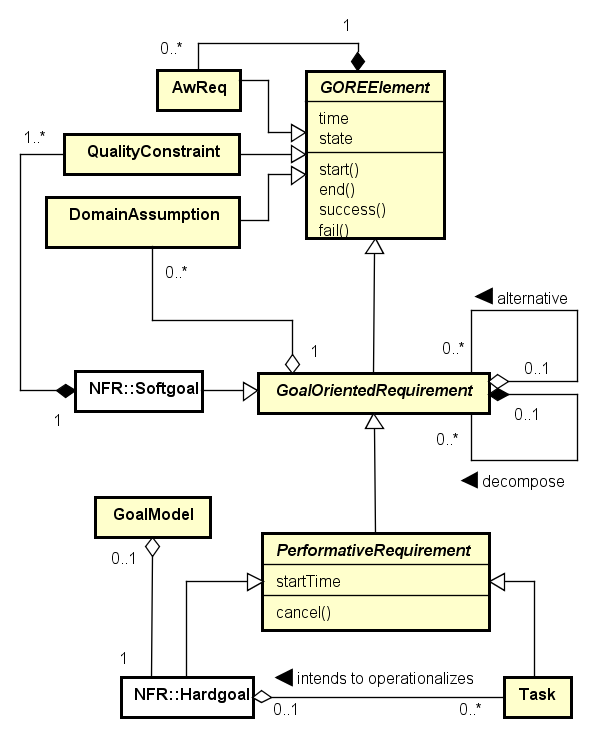 1
0..*
AwReq
GOREElement
time
state
1..*
QualityConstraint
start()
end()
success()
fail()
DomainAssumption
0..*
alternative
1
0..*
0..1
NFR::Softgoal
GoalOrientedRequirement
1
0..1
0..*
decompose
GoalModel
0..1
PerformativeRequirement
startTime
cancel()
1
intends to operationalizes
NFR::Hardgoal
0..1
0..*
Task